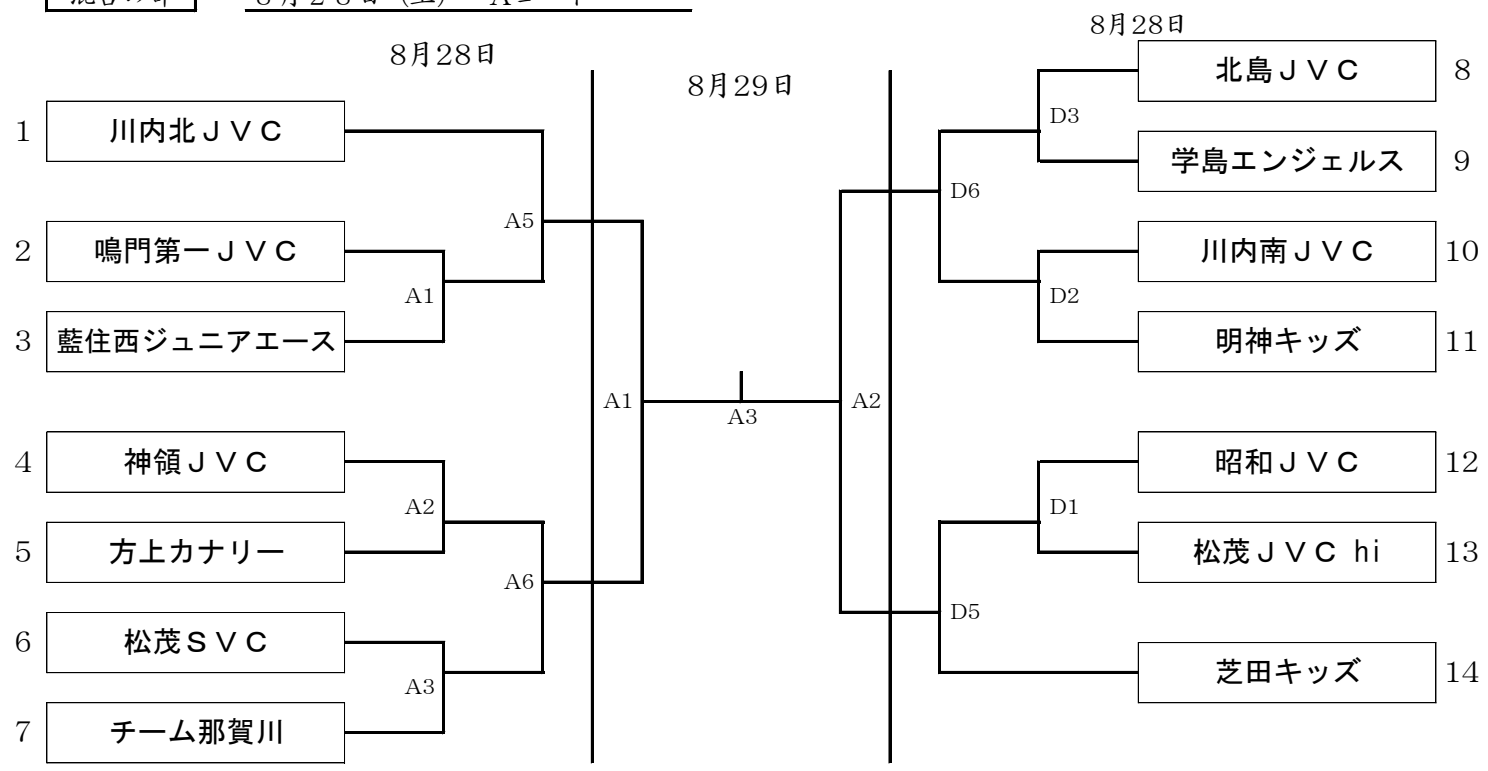 8月28日
8月29日
8月28日
1 川内北ＪＶＣ
2 鳴門第一ＪＶＣ
3 藍住西ジュニアエース
4 神領ＪＶＣ
5 方上カナリー
6 松茂ＳＶＣ
7 チーム那賀川
A1
A2
A3
A5
A6
A1
A3
A2
D6
D5
D3
D2
D1
北島ＪＶＣ 8
学島エンジェルス 9
川内南ＪＶＣ 10
明神キッズ 11
昭和ＪＶＣ 12
松茂ＪＶＣ hi 13
芝田キッズ 14